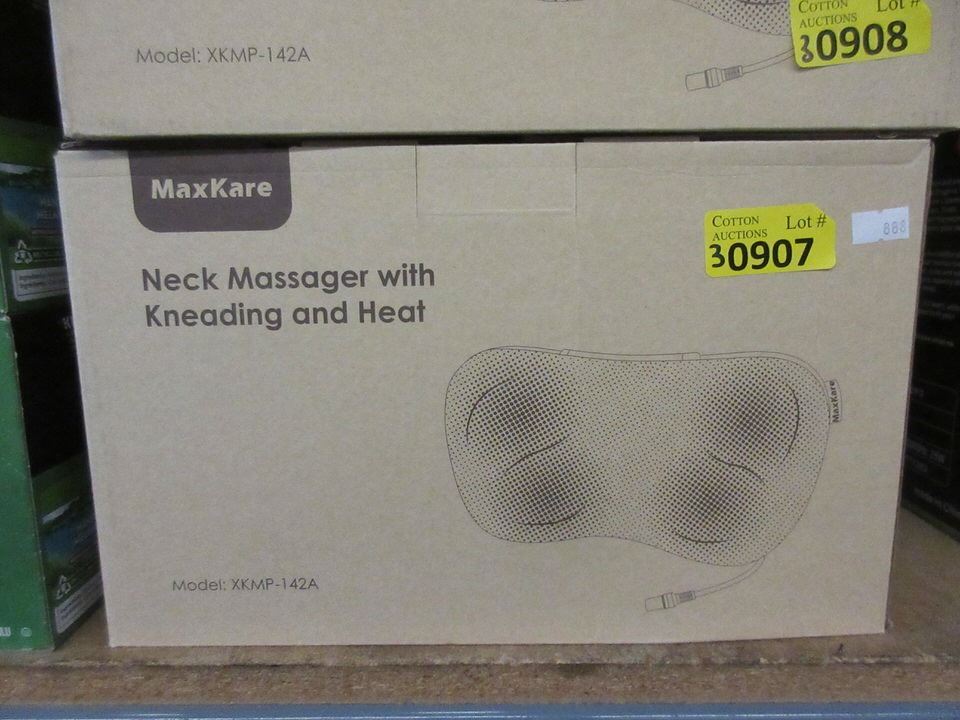 Model: XKMP-142A
COTTON
AUCTIONS
Lot #
30908
MaxKare
Neck Massager with
Kneading and Heat
COTTON
AUCTIONS
Lot #
30907
888
MaxKare
Model: XKMP-142A